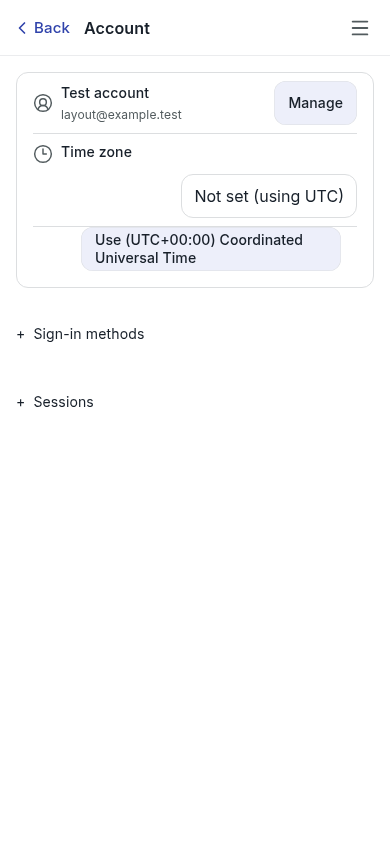 Back Account
Test account
layout@example.test
Manage
Time zone
Not set (using UTC)
Use (UTC+00:00) Coordinated
Universal Time
+ Sign-in methods
+ Sessions